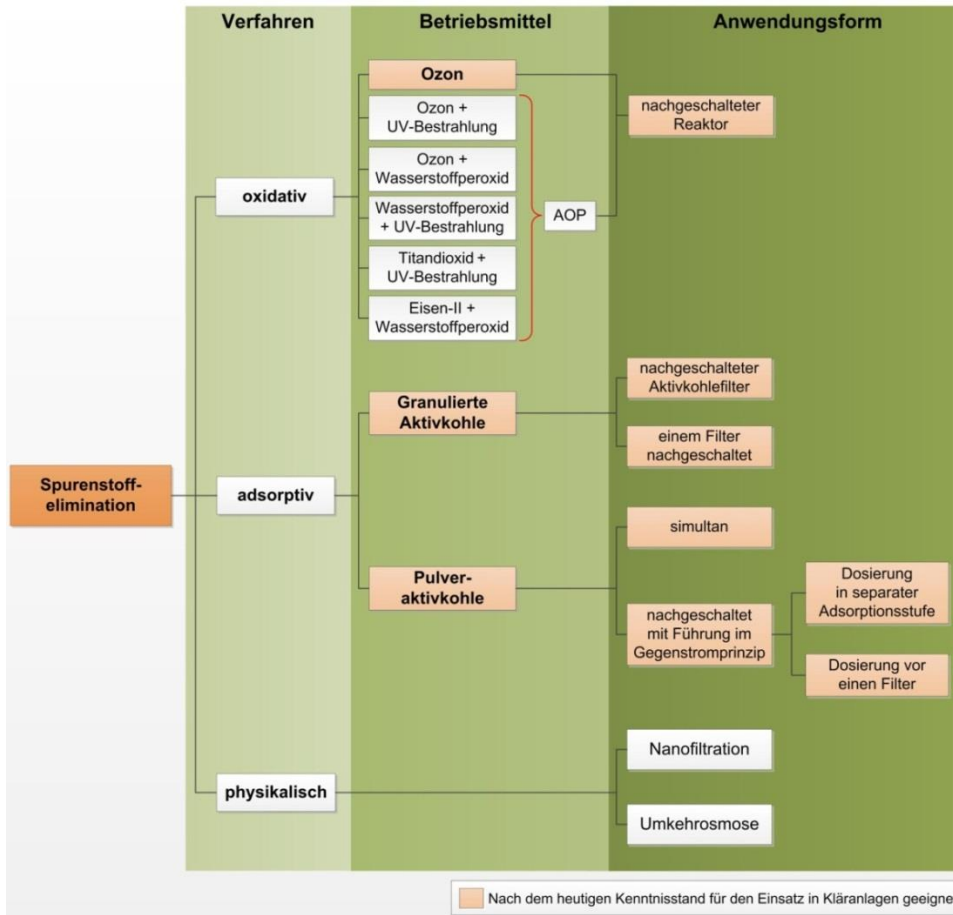 Verfahren
Betriebsmittel
Anwendungsform
Spurenstoff-
elimination
oxidativ
Ozon
Ozon +
UV-Bestrahlung
Ozon +
Wasserstoffperoxid
Wasserstoffperoxid
+ UV-Bestrahlung
Titandioxid +
UV-Bestrahlung
Eisen-II +
Wasserstoffperoxid
AOP
nachgeschalteter
Reaktor
adsorptiv
Granulierte
Aktivkohle
nachgeschalteter
Aktivkohlefilter
einem Filter
nachgeschaltet
Pulver-
aktivkohle
simultan
nachgeschaltet
mit Führung im
Gegenstromprinzip
Dosierung
in separater
Adsorptionsstufe
Dosierung vor
einen Filter
physikalisch
Nanofiltration
Umkehrosmose
Nach dem heutigen Kenntnisstand für den Einsatz in Kläranlagen geeigne